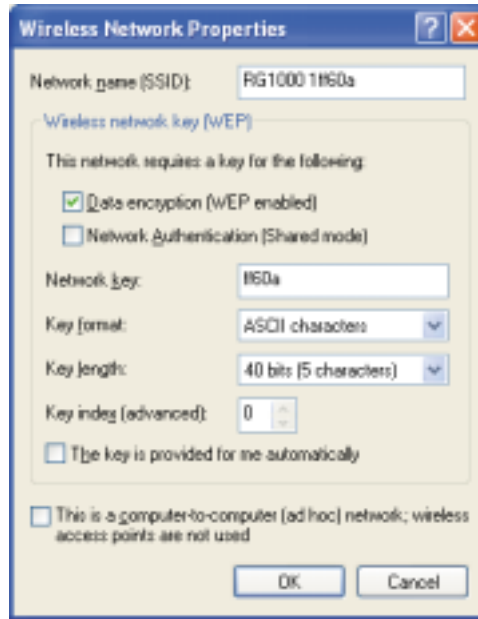 Wireless Network Properties
Network name (SSID): RG1000 1ff60a
Wireless network key (WEP)
This network requires a key for the following:
Data encryption (WEP enabled)
Network Authentication (Shared mode)
Network key: ff60a
Key format: ASCII characters
Key length: 40 bits (5 characters)
Key index (advanced): 0
The key is provided for me automatically
This is a computer-to-computer (ad hoc) network; wireless
access points are not used
OK Cancel